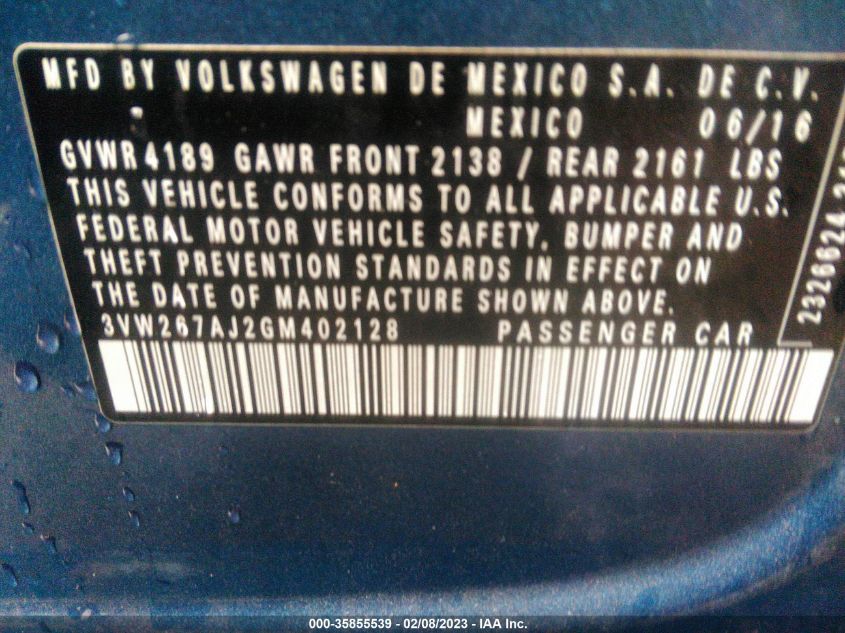 MFD BY VOLKSWAGEN DE MEXICO S.A. DE C.V.
MEXICO 06/16
GVWR 4189 GAWR FRONT 2138 / REAR 2161 LBS
THIS VEHICLE CONFORMS TO ALL APPLICABLE U.S.
FEDERAL MOTOR VEHICLE SAFETY, BUMPER AND
THEFT PREVENTION STANDARDS IN EFFECT ON
THE DATE OF MANUFACTURE SHOWN ABOVE.
3VW267AJ2GM402128 PASSENGER CAR
2326624
000-35855539 - 02/08/2023 - IAA Inc.